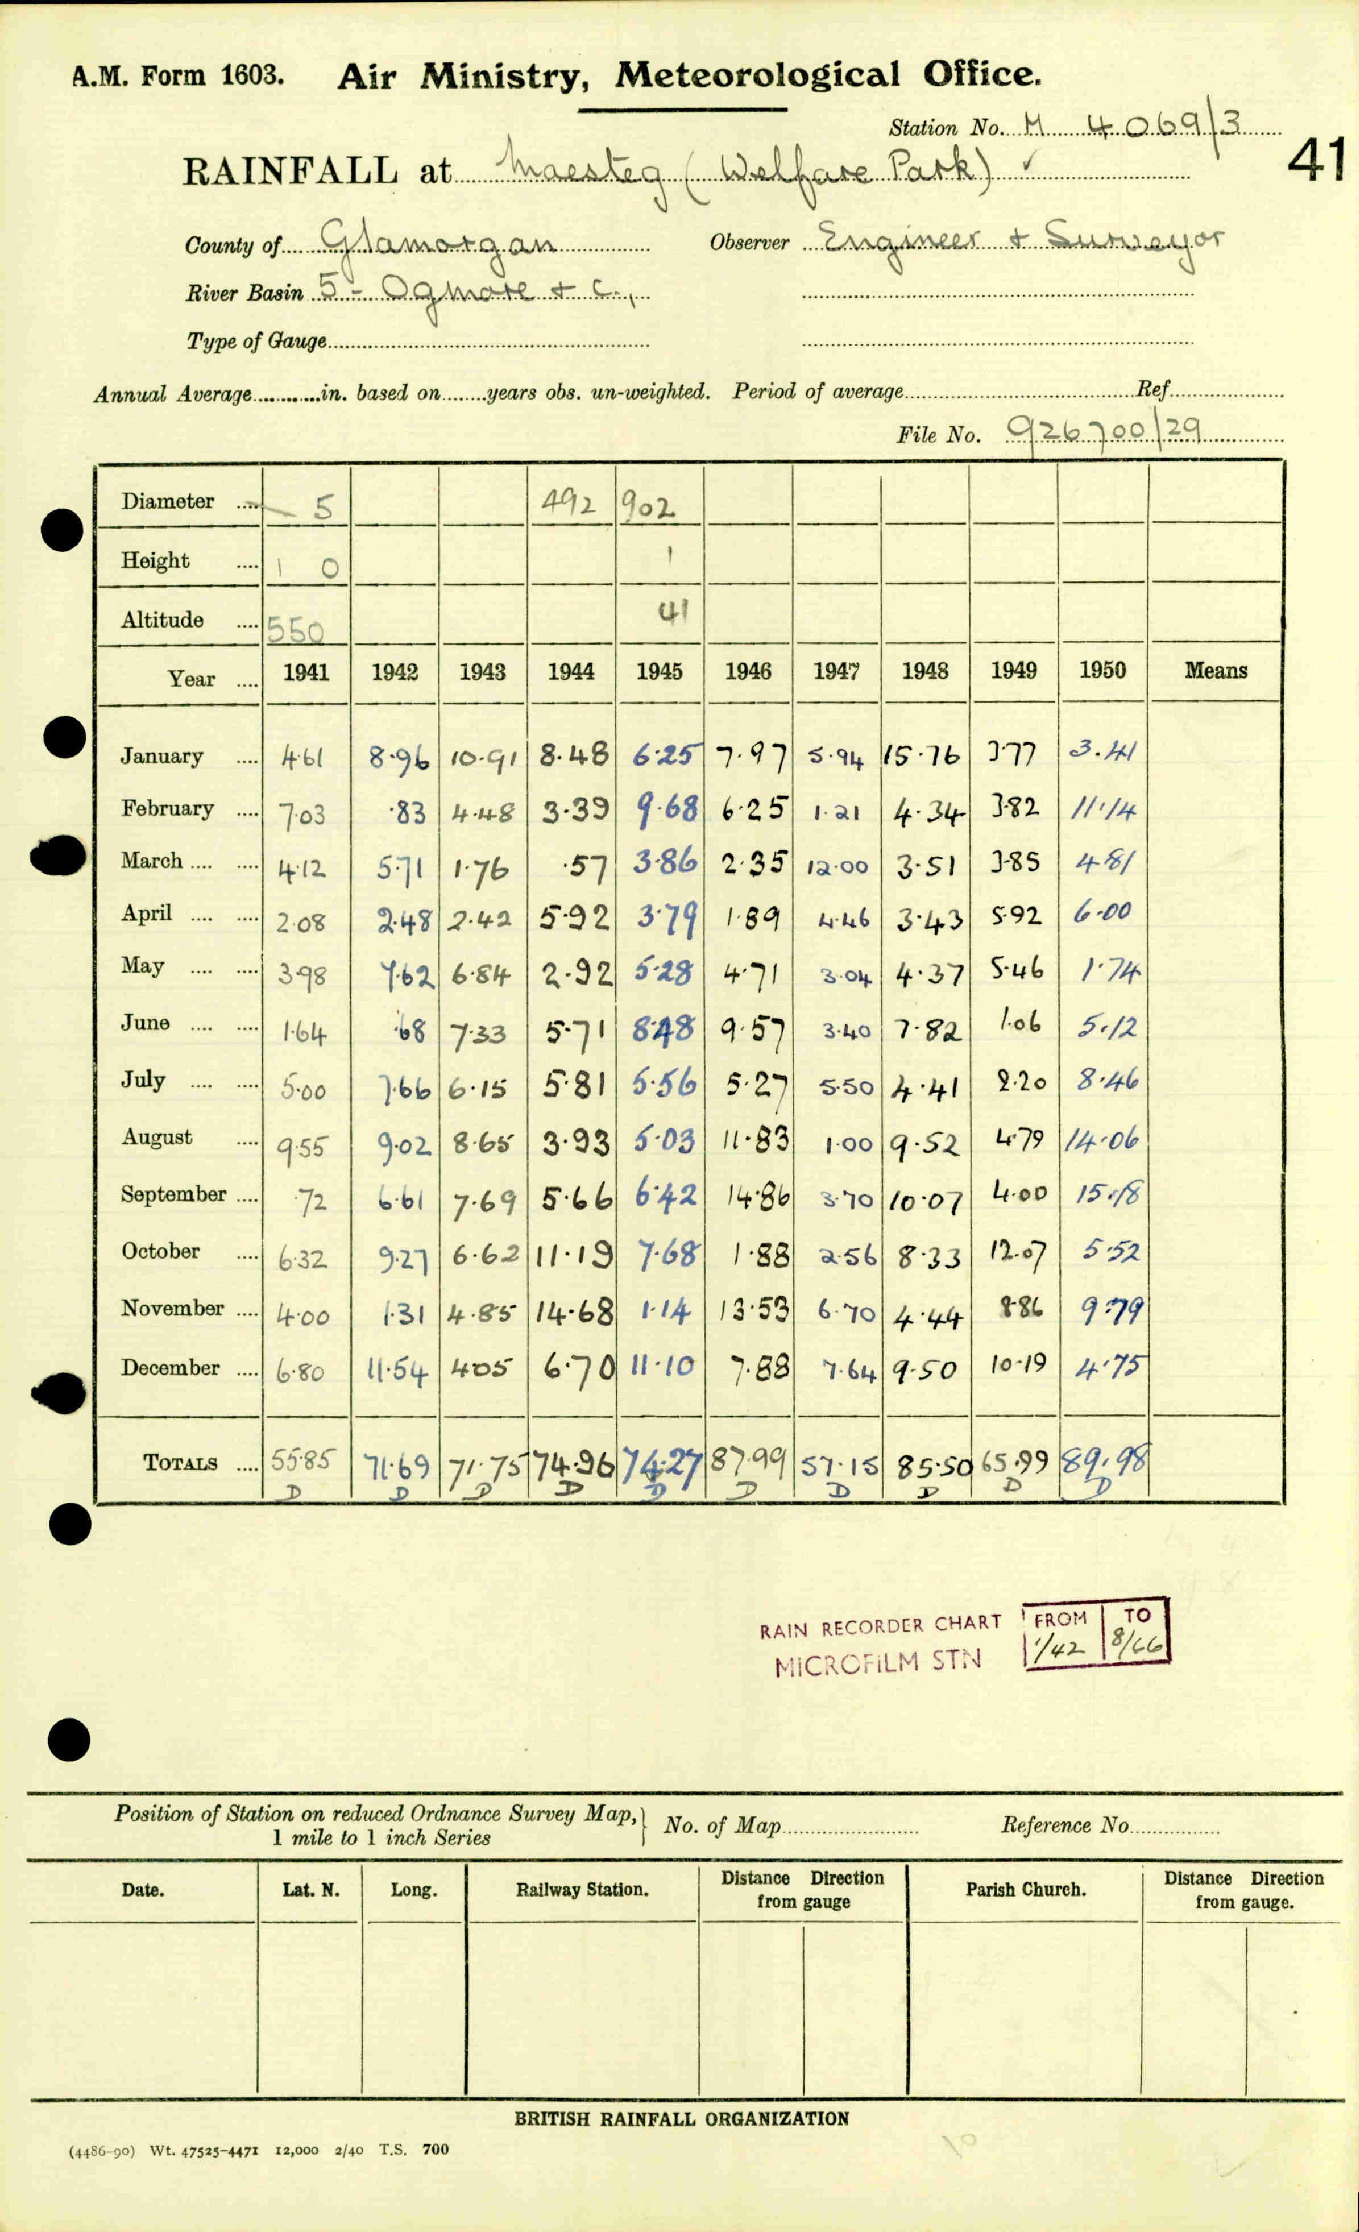 A.M. Form 1603. Air Ministry, Meteorological Office.
Station No. M 4069/3
41
RAINFALL at Maesteg (Welfare Park) ✓
County of Glamorgan Observer Engineer + Surveyor
River Basin 5 - Ogmore + c.,
Type of Gauge
Annual Average in. based on years obs. un-weighted. Period of average Ref.
File No. 926700/29
Diameter 5 492 902
Height 1 0 1
Altitude 550 41
Year 1941 1942 1943 1944 1945 1946 1947 1948 1949 1950 Means
January 4·61 8·96 10·91 8·48 6·25 7·97 5·94 15·76 3·77 3·41
February 7·03 ·83 4·48 3·39 9·68 6·25 1·21 4·34 3·82 11·14
March 4·12 5·71 1·76 ·57 3·86 2·35 12·00 3·51 3·85 4·81
April 2·08 2·48 2·42 5·92 3·79 1·89 4·46 3·43 5·92 6·00
May 3·98 7·62 6·84 2·92 5·28 4·71 3·04 4·37 5·46 1·74
June 1·64 ·68 7·33 5·71 8·48 9·57 3·40 7·82 1·06 5·12
July 5·00 7·66 6·15 5·81 5·56 5·27 5·50 4·41 2·20 8·46
August 9·55 9·02 8·65 3·93 5·03 11·83 1·00 9·52 4·79 14·06
September ·72 6·61 7·69 5·66 6·42 14·86 3·70 10·07 4·00 15·18
October 6·32 9·27 6·62 11·19 7·68 1·88 2·56 8·33 12·07 5·52
November 4·00 1·31 4·85 14·68 1·14 13·53 6·70 4·44 8·86 9·79
December 6·80 11·54 4·05 6·70 11·10 7·88 7·64 9·50 10·19 4·75
TOTALS 55·85 71·69 71·75 74·96 74·27 87·99 57·15 85·50 65·99 89·98
D D D D D D D D D D
RAIN RECORDER CHART FROM TO
MICROFILM STN 1/42 8/66
Position of Station on reduced Ordnance Survey Map, No. of Map Reference No.
1 mile to 1 inch Series
Date. Lat. N. Long. Railway Station. Distance Direction from gauge Parish Church. Distance Direction from gauge.
BRITISH RAINFALL ORGANIZATION
(4486-90) Wt. 47525-4471 12,000 2/40 T.S. 700
10